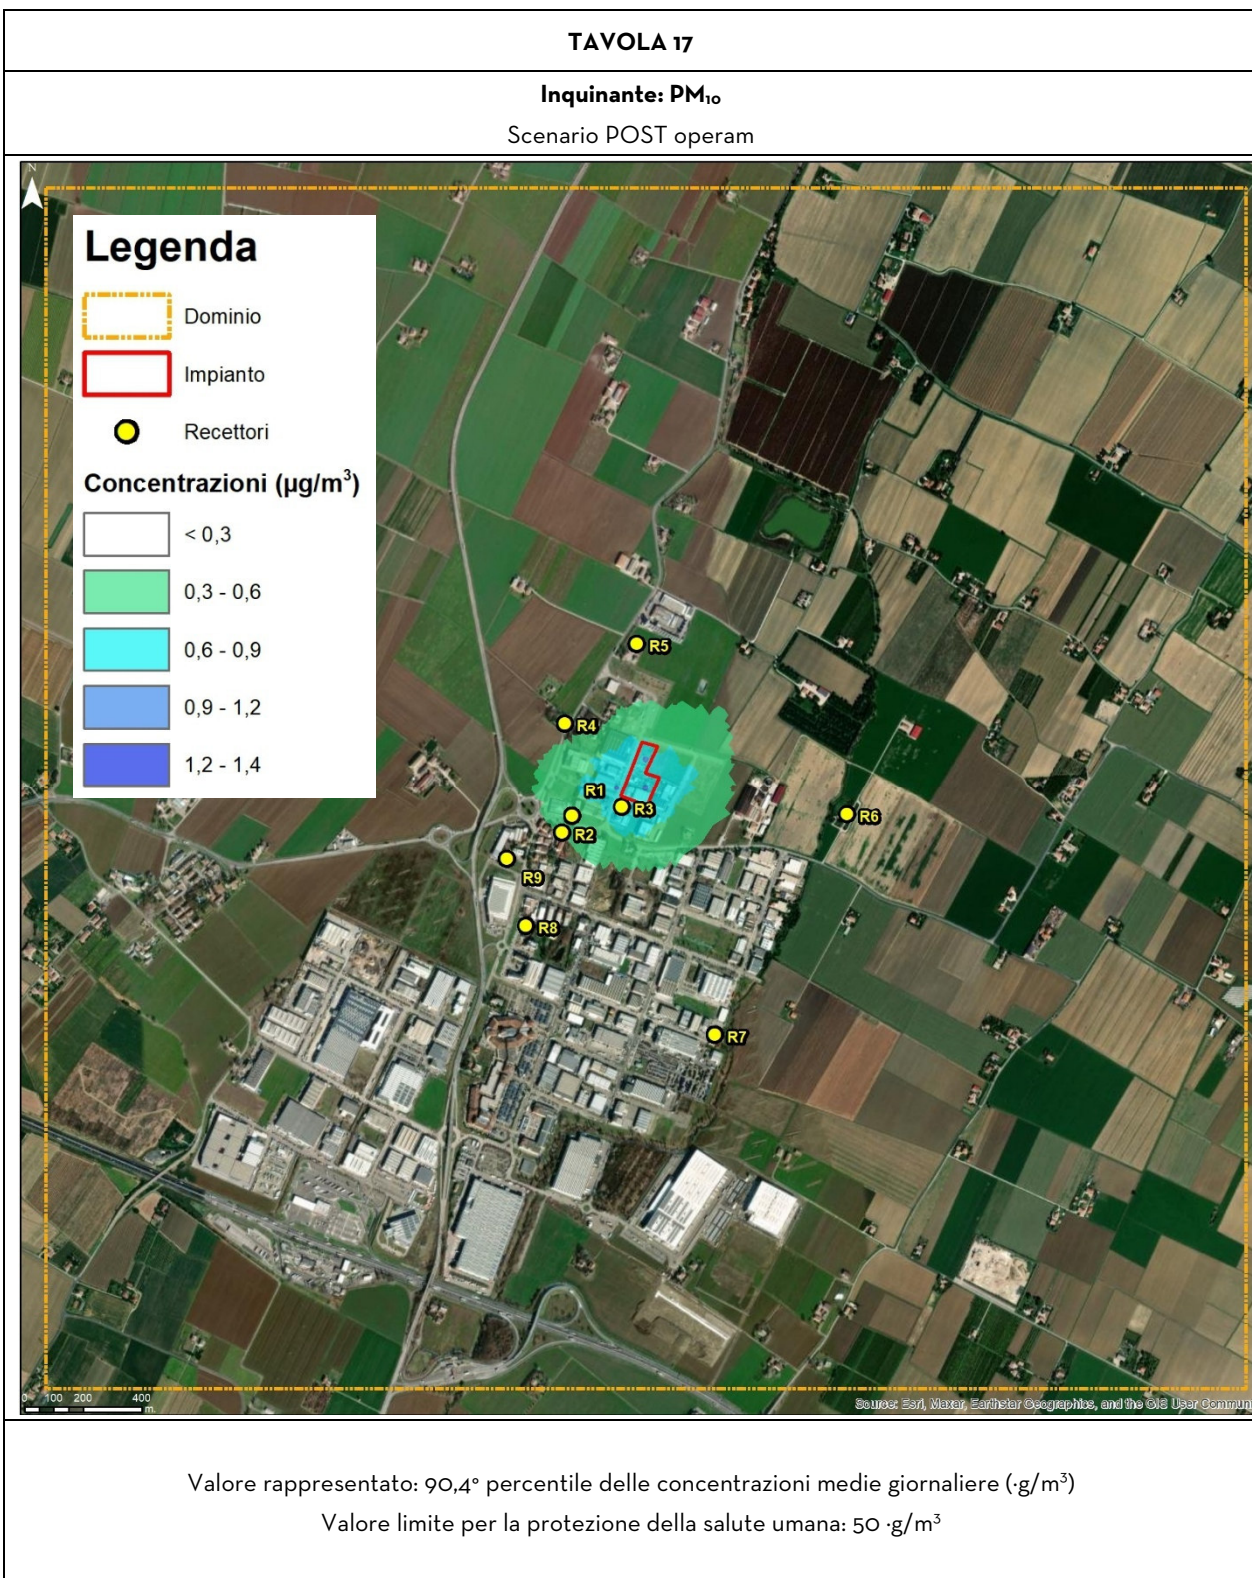 TAVOLA 17
Inquinante: PM₁₀
Scenario POST operam
N
Legenda
Dominio
Impianto
Recettori
Concentrazioni (µg/m³)
< 0,3
0,3 - 0,6
0,6 - 0,9
0,9 - 1,2
1,2 - 1,4
R5
R4
R1
R3
R2
R6
R9
R8
R7
0 100 200 400
m.
Source: Esri, Maxar, Earthstar Geographics, and the GIS User Commun
Valore rappresentato: 90,4° percentile delle concentrazioni medie giornaliere (·g/m³)
Valore limite per la protezione della salute umana: 50 ·g/m³